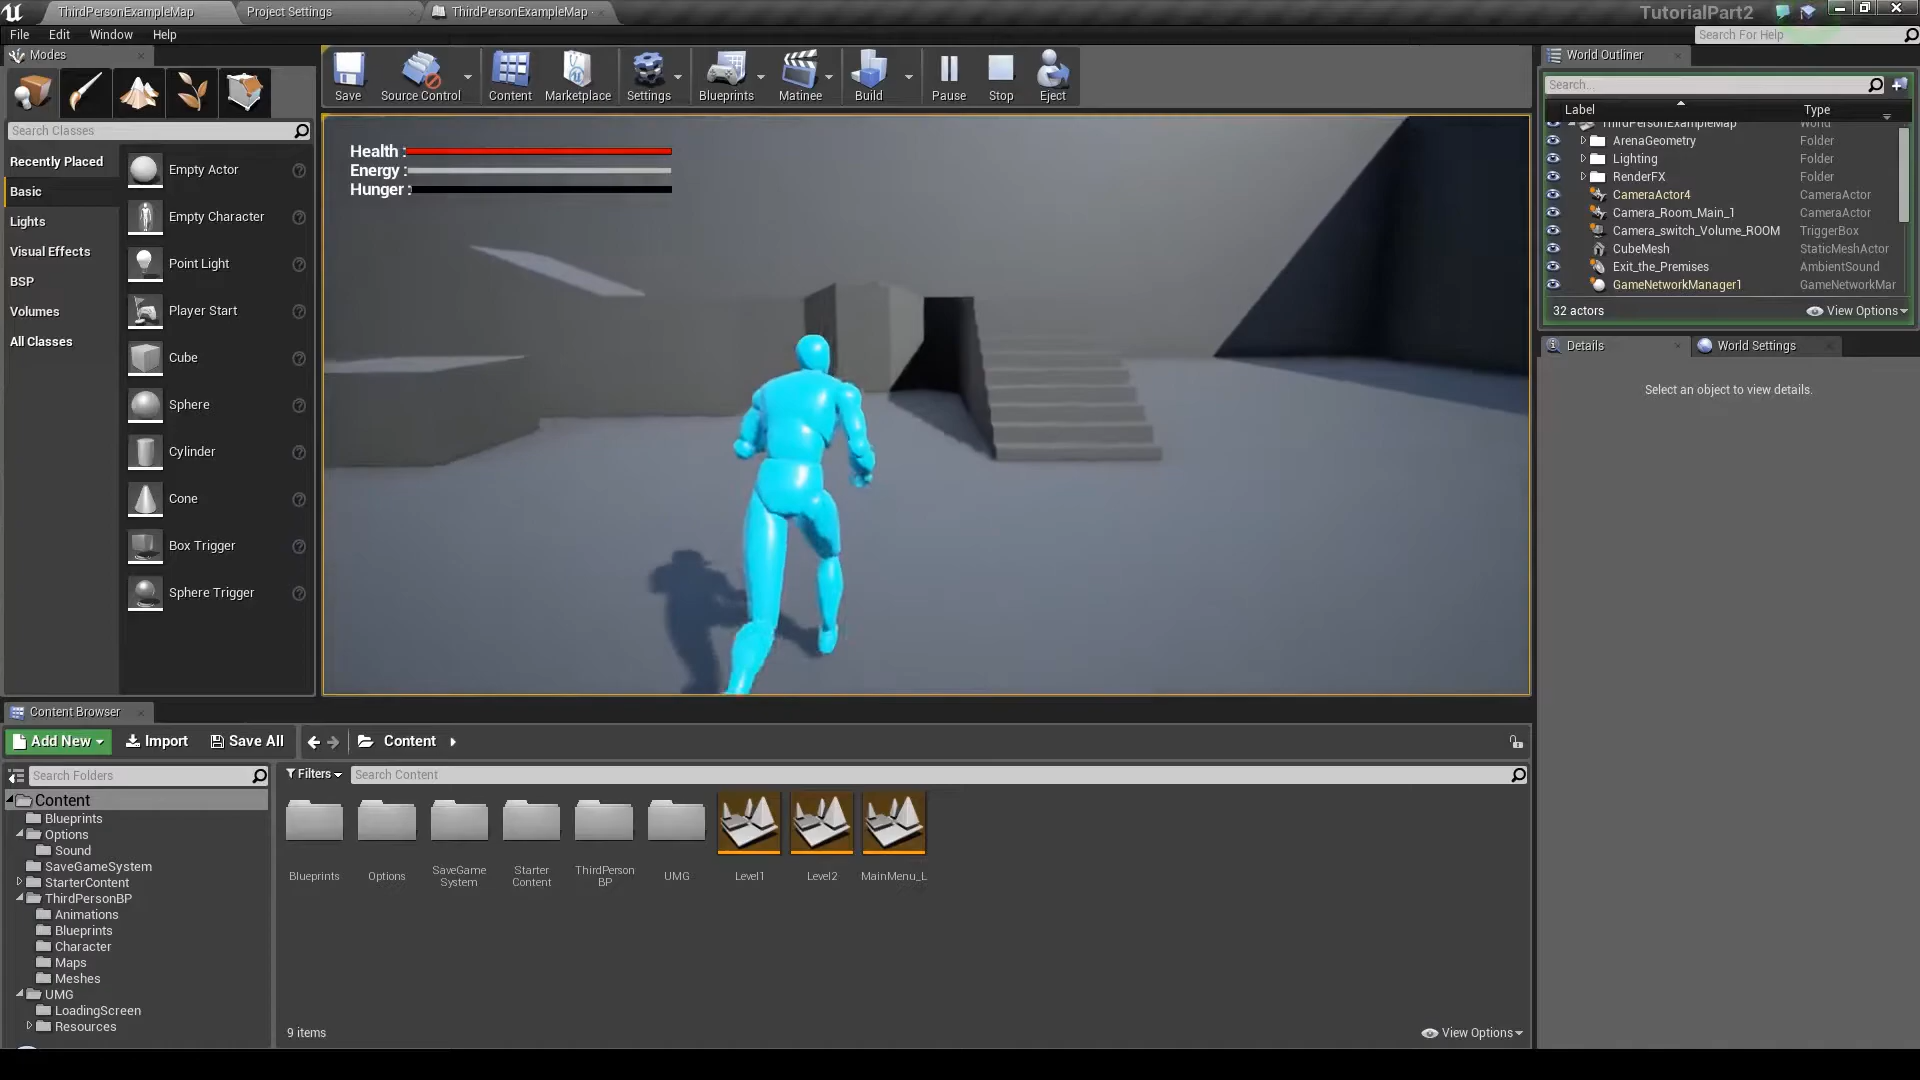 ThirdPersonExampleMap
Project Settings
ThirdPersonExampleMap
TutorialPart2
File
Edit
Window
Help
Search For Help
Modes
Search Classes
Recently Placed
Basic
Lights
Visual Effects
BSP
Volumes
All Classes
Empty Actor
Empty Character
Point Light
Player Start
Cube
Sphere
Cylinder
Cone
Box Trigger
Sphere Trigger
Save
Source Control
Content
Marketplace
Settings
Blueprints
Matinee
Build
Pause
Stop
Eject
Health :
Energy :
Hunger :
World Outliner
Search...
Label
Type
ThirdPersonExampleMap
World
ArenaGeometry
Folder
Lighting
Folder
RenderFX
Folder
CameraActor4
CameraActor
Camera_Room_Main_1
CameraActor
Camera_switch_Volume_ROOM
TriggerBox
CubeMesh
StaticMeshActor
Exit_the_Premises
AmbientSound
GameNetworkManager1
GameNetworkMar
32 actors
View Options
Details
World Settings
Select an object to view details.
Content Browser
Add New
Import
Save All
Content
Search Folders
Filters
Search Content
Content
Blueprints
Options
Sound
SaveGameSystem
StarterContent
ThirdPersonBP
Animations
Blueprints
Character
Maps
Meshes
UMG
LoadingScreen
Resources
Blueprints
Options
SaveGame
System
Starter
Content
ThirdPerson
BP
UMG
Level1
Level2
MainMenu_L
9 items
View Options